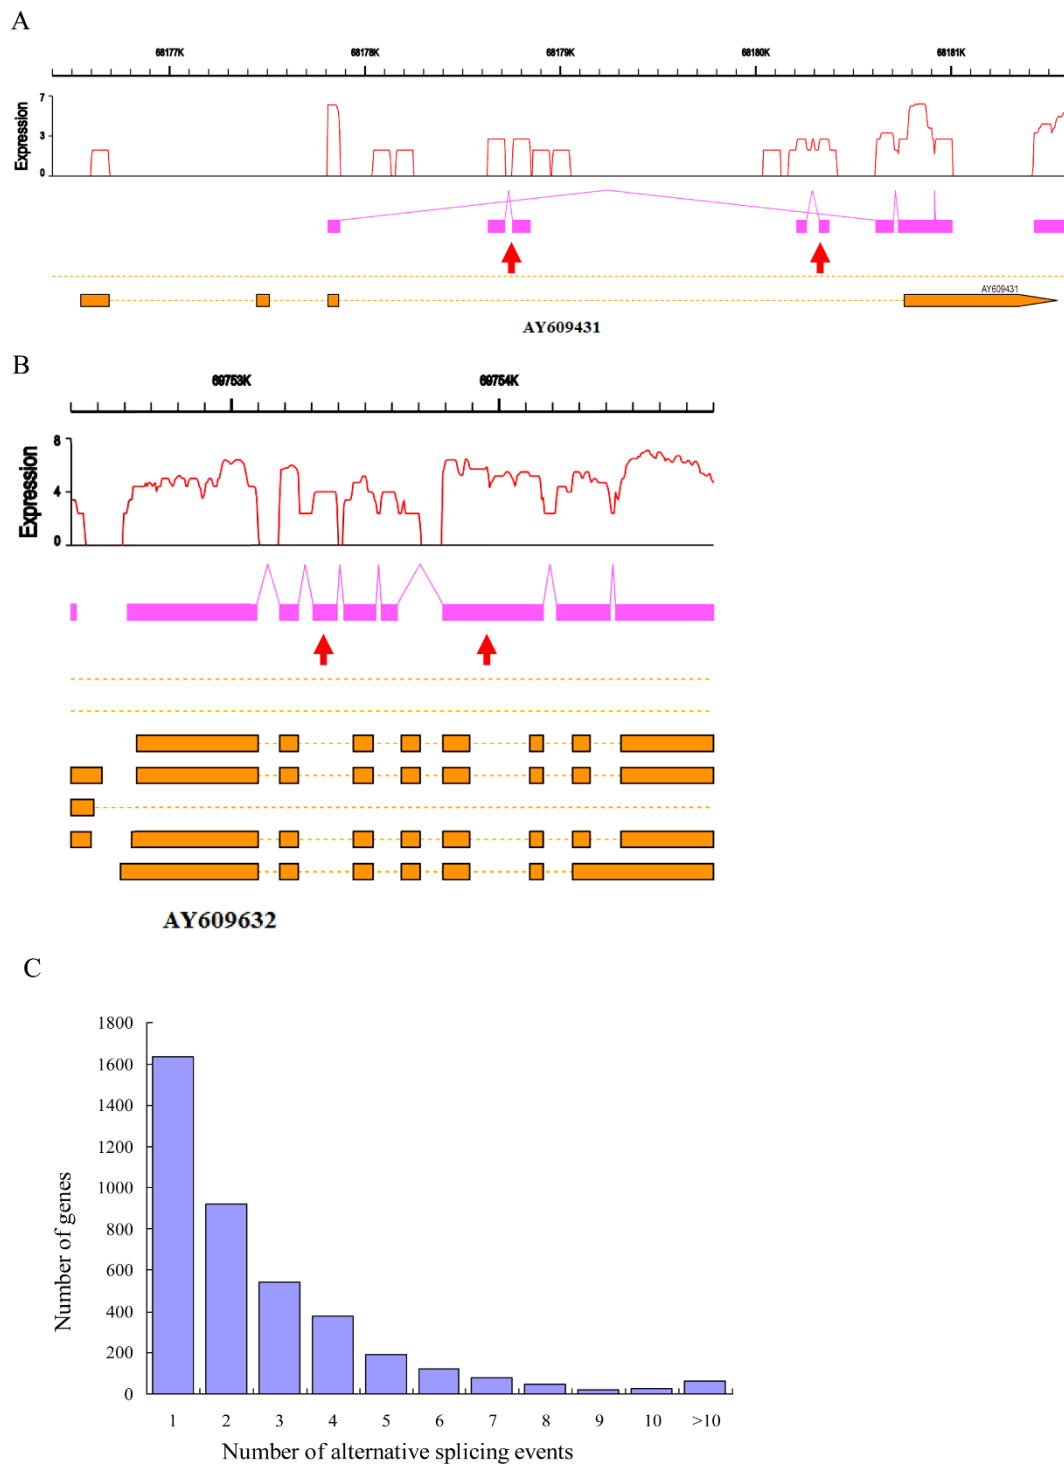 A
68177K 68178K 68179K 68180K 68181K
7
3
0
Expression
AY609431
AY609431
B
69753K 69754K
8
4
0
Expression
AY609632
C
1800
1600
1400
1200
1000
800
600
400
200
0
Number of genes
1 2 3 4 5 6 7 8 9 10 >10
Number of alternative splicing events